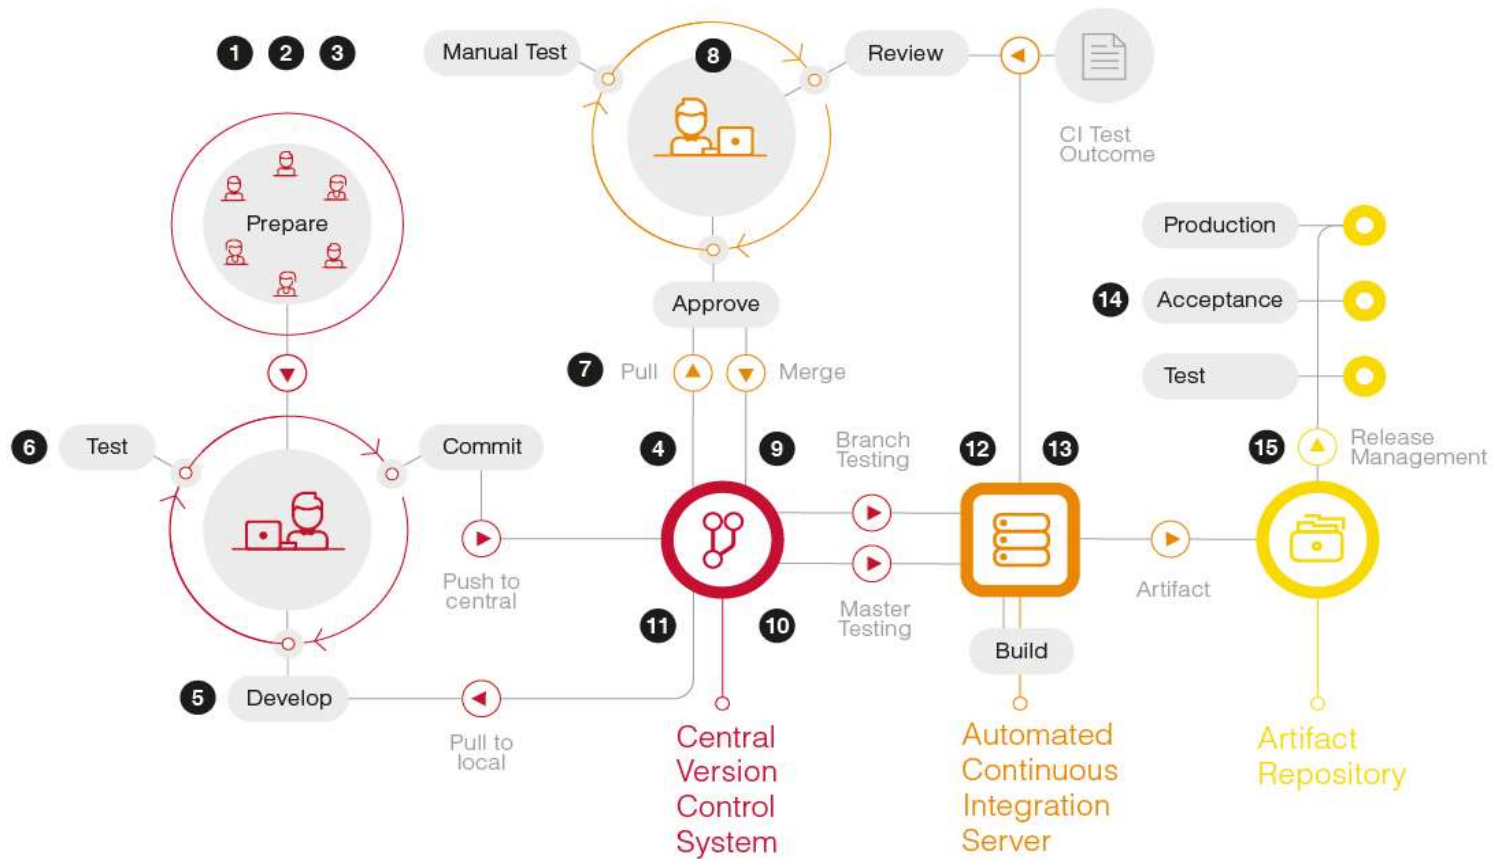 1 2 3
Prepare
6
Test
Commit
Push to
central
5
Develop
Pull to
local
Manual Test
8
Review
CI Test
Outcome
Approve
7
Pull
Merge
4
9
Branch
Testing
Master
Testing
11
10
Central
Version
Control
System
12
13
Build
Automated
Continuous
Integration
Server
Artifact
Production
14
Acceptance
Test
15
Release
Management
Artifact
Repository